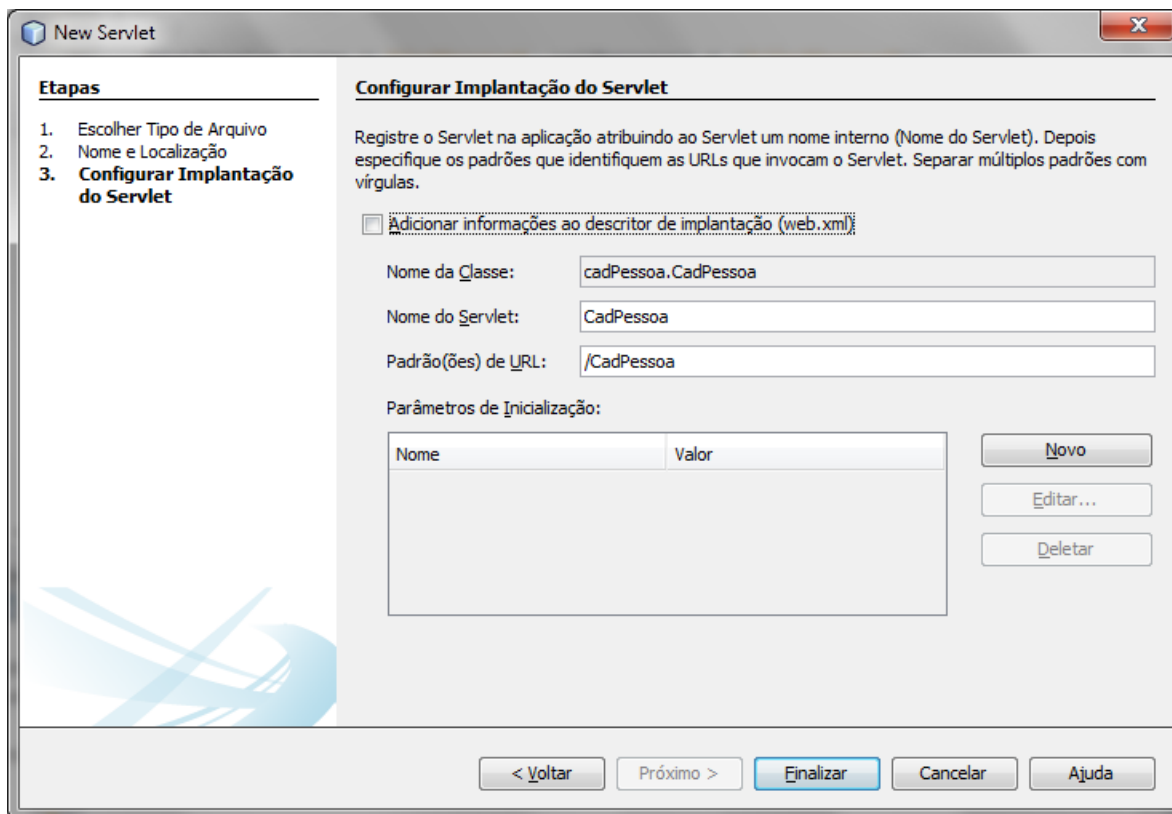 New Servlet
Etapas
1. Escolher Tipo de Arquivo
2. Nome e Localização
3. Configurar Implantação
do Servlet
Configurar Implantação do Servlet
Registre o Servlet na aplicação atribuindo ao Servlet um nome interno (Nome do Servlet). Depois
especifique os padrões que identifiquem as URLs que invocam o Servlet. Separar múltiplos padrões com
vírgulas.
Adicionar informações ao descritor de implantação (web.xml)
Nome da Classe: cadPessoa.CadPessoa
Nome do Servlet: CadPessoa
Padrão(ões) de URL: /CadPessoa
Parâmetros de Inicialização:
Nome Valor
Novo
Editar...
Deletar
< Voltar Próximo > Finalizar Cancelar Ajuda